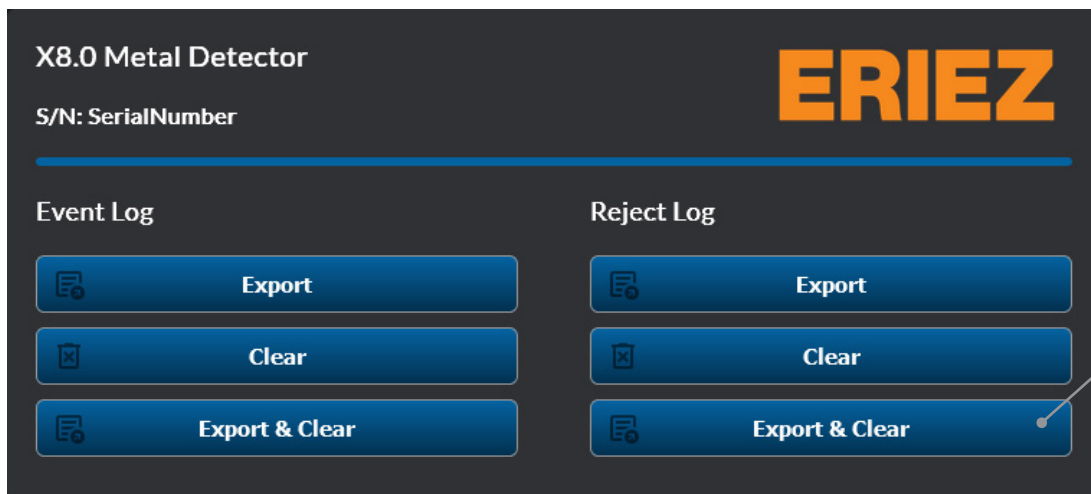 X8.0 Metal Detector
ERIEZ
S/N: SerialNumber
Event Log
Export
Clear
Export & Clear
Reject Log
Export
Clear
Export & Clear